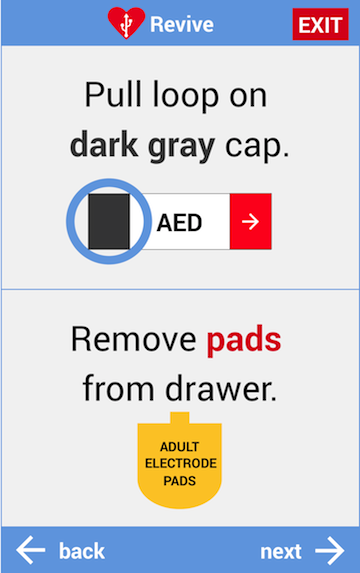 Revive
EXIT
Pull loop on
dark gray cap.
AED
Remove pads
from drawer.
ADULT
ELECTRODE
PADS
back
next